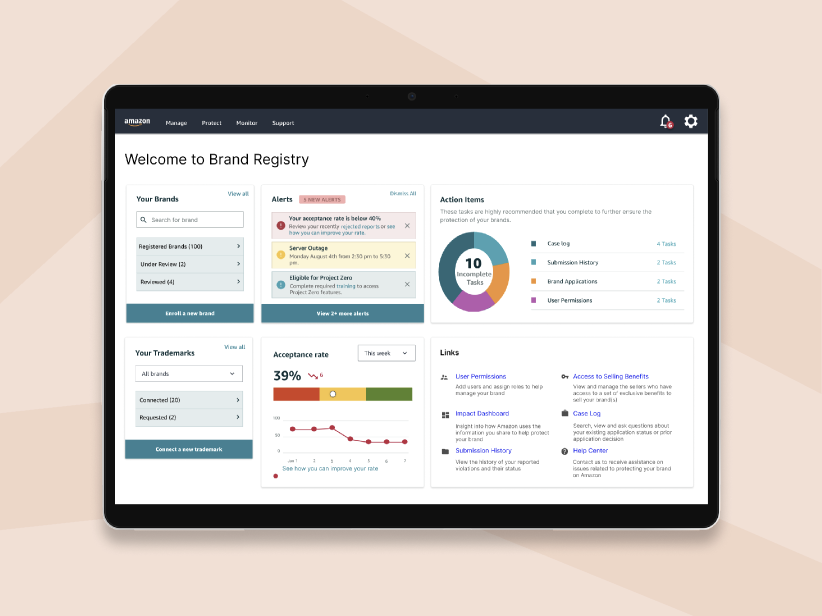 amazon
Manage
Protect
Monitor
Support
6
Welcome to Brand Registry
Your Brands
View all
Search for brand
Registered Brands (100)
Under Review (2)
Reviewed (4)
Enroll a new brand
Alerts
5 NEW ALERTS
Dismiss All
Your acceptance rate is below 40%
Review your recently rejected reports or see
how you can improve your rate.
Server Outage
Monday August 4th from 2:30 pm to 5:30
pm.
Eligible for Project Zero
Complete required training to access
Project Zero features.
View 2+ more alerts
Action Items
These tasks are highly recommended that you complete to further ensure the
protection of your brands.
10
Incomplete
Tasks
Case log
4 Tasks
Submission History
2 Tasks
Brand Applications
2 Tasks
User Permissions
2 Tasks
Your Trademarks
View all
All brands
Connected (20)
Requested (2)
Connect a new trademark
Acceptance rate
This week
39%
6
100
50
0
2
3
4
5
6
7
See how you can improve your rate
Links
User Permissions
Add users and assign roles to help
manage your brand
Impact Dashboard
Insight into how Amazon uses the
information you share to help protect
your brand
Submission History
View the history of your reported
violations and their status
Access to Selling Benefits
View and manage the sellers who have
access to a set of exclusive benefits to
sell your brand(s)
Case Log
Search, view and ask questions about
your existing application status or prior
application decision
Help Center
Contact us to receive assistance on
issues related to protecting your brand
on Amazon